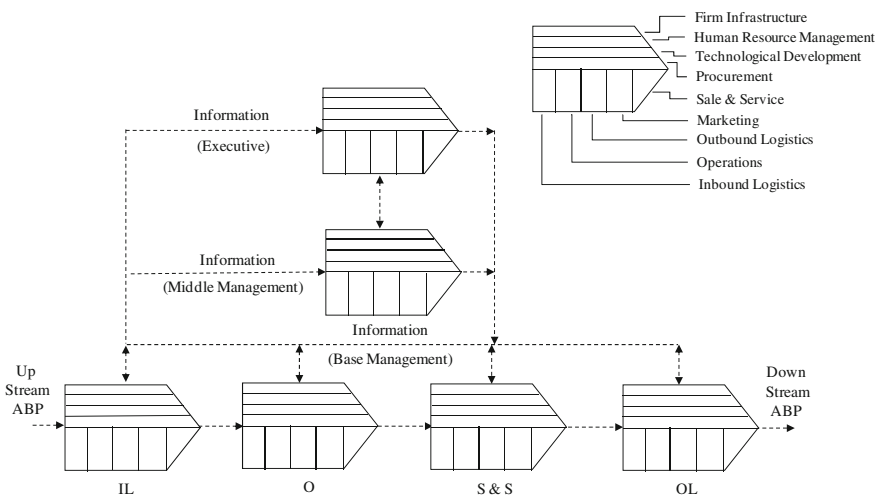 Firm Infrastructure
Human Resource Management
Technological Development
Procurement
Sale & Service
Marketing
Outbound Logistics
Operations
Inbound Logistics
Information
(Executive)
Information
(Middle Management)
Information
(Base Management)
Up
Stream
ABP
Down
Stream
ABP
IL
O
S & S
OL